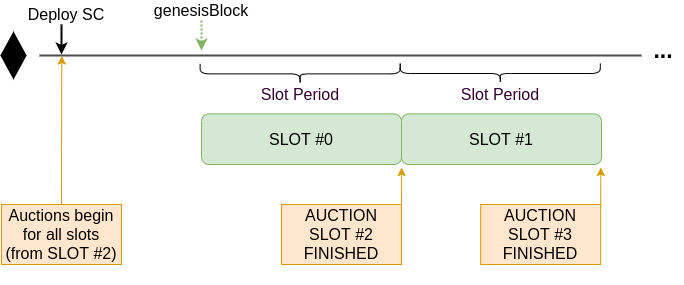 Deploy SC
genesisBlock
...
Slot Period
Slot Period
SLOT #0
SLOT #1
Auctions begin
for all slots
(from SLOT #2)
AUCTION
SLOT #2
FINISHED
AUCTION
SLOT #3
FINISHED